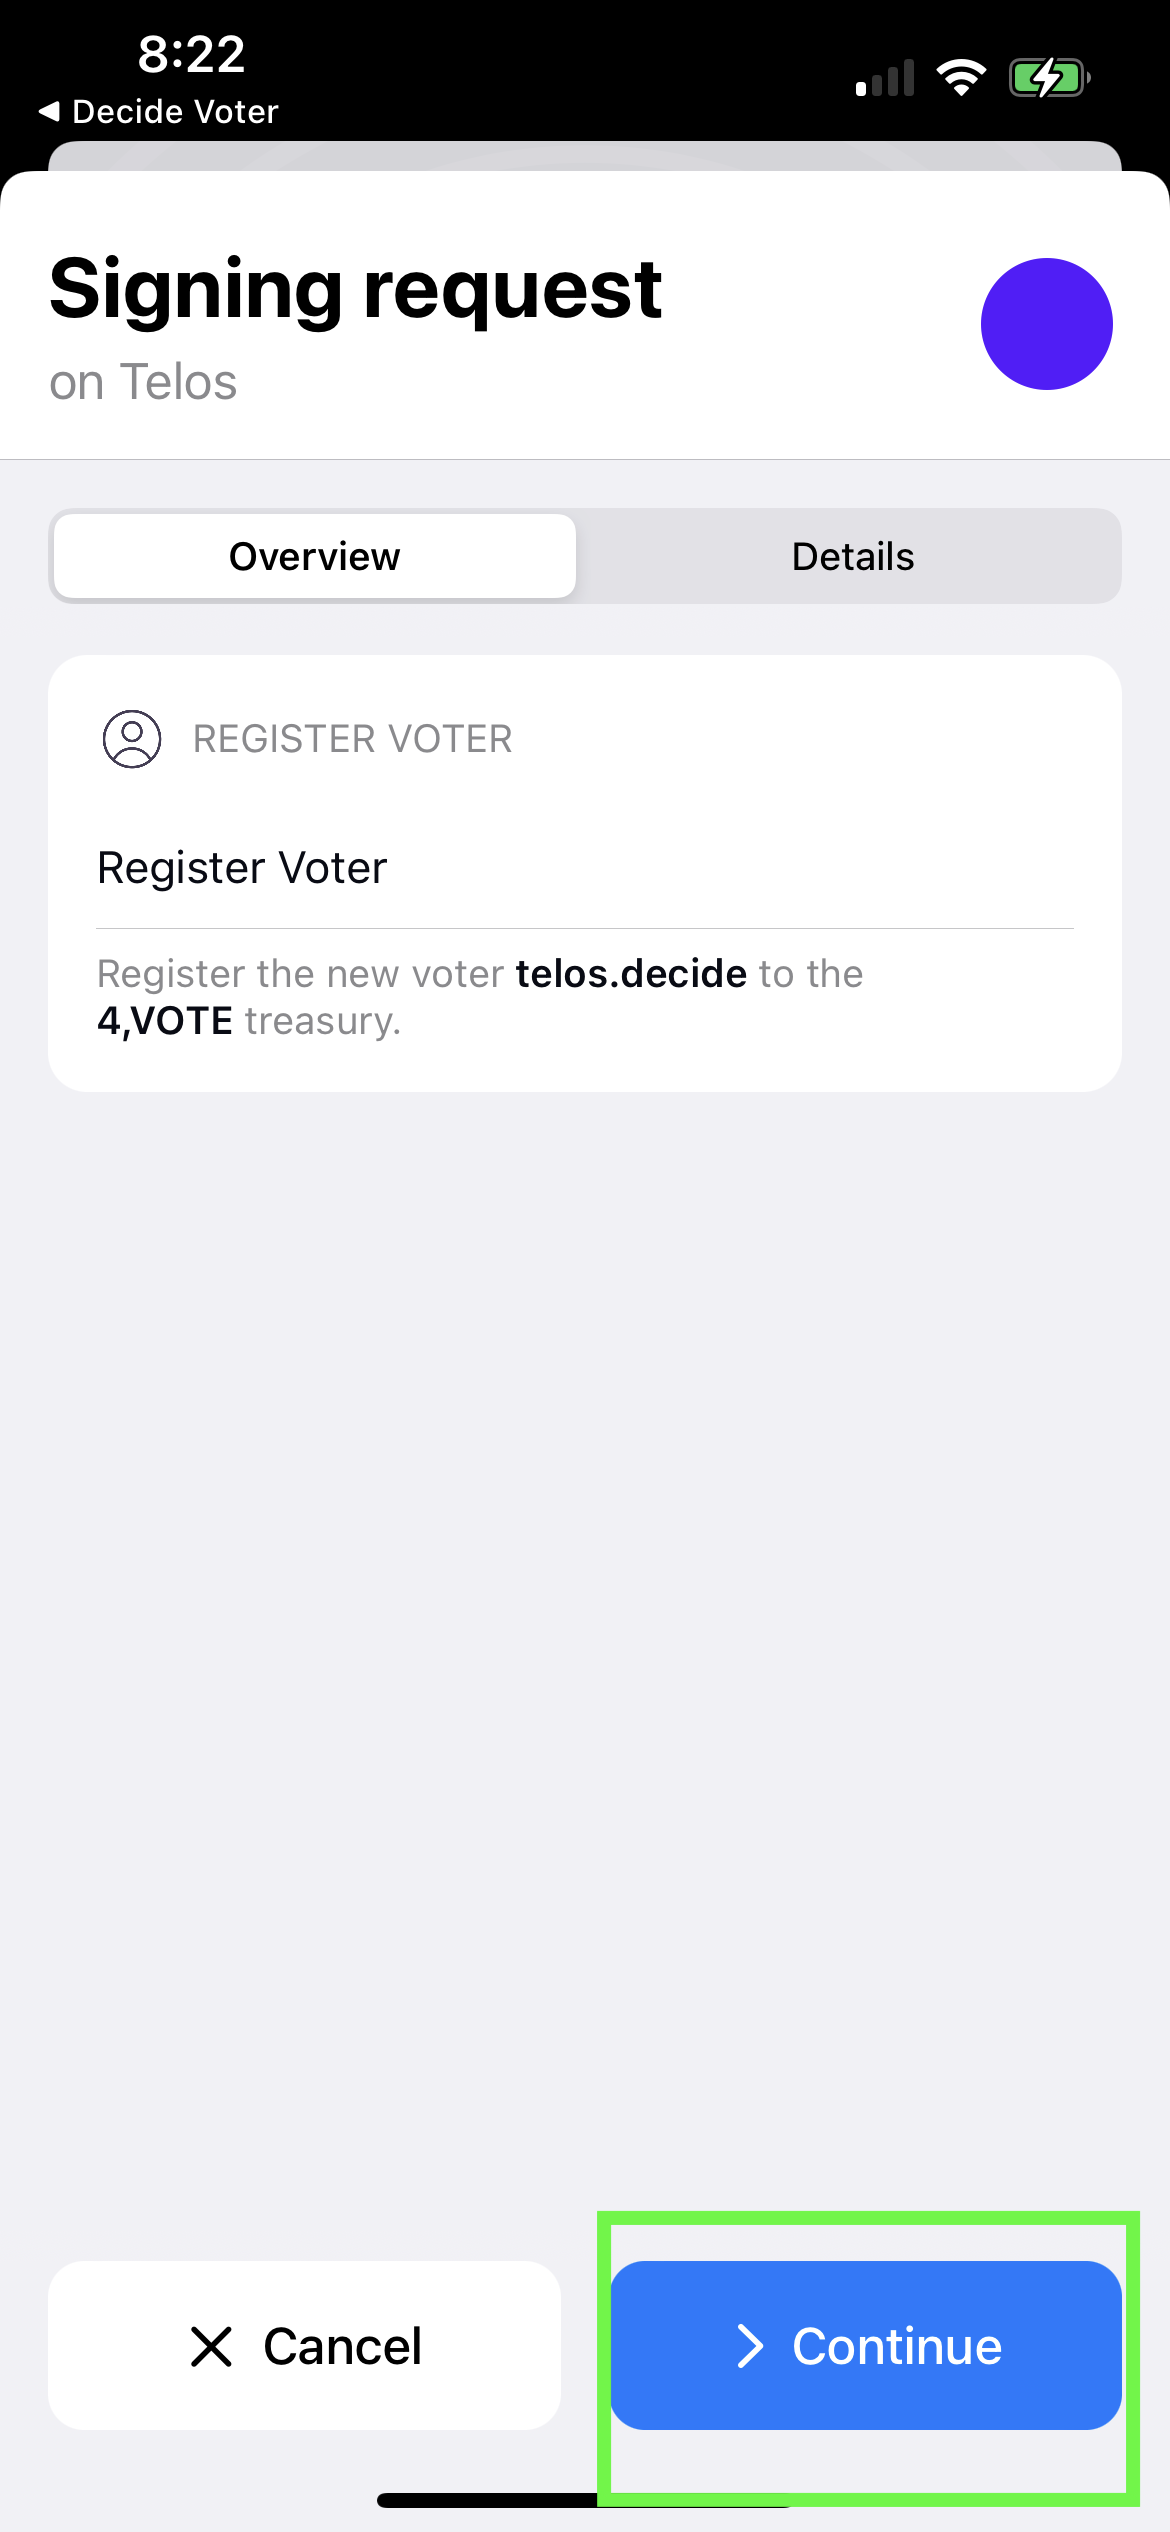 8:22
Decide Voter
Signing request
on Telos
Overview
Details
REGISTER VOTER
Register Voter
Register the new voter telos.decide to the
4,VOTE treasury.
Cancel
Continue